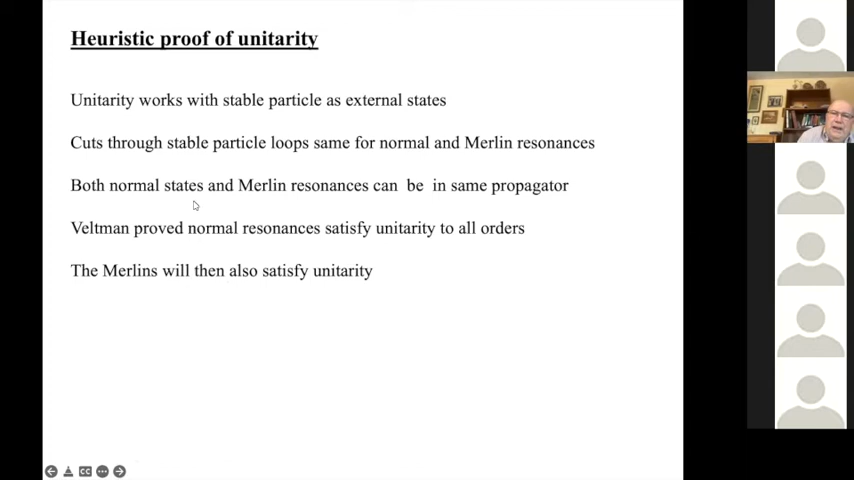 Heuristic proof of unitarity
Unitarity works with stable particle as external states
Cuts through stable particle loops same for normal and Merlin resonances
Both normal states and Merlin resonances can be in same propagator
Veltman proved normal resonances satisfy unitarity to all orders
The Merlins will then also satisfy unitarity
CC